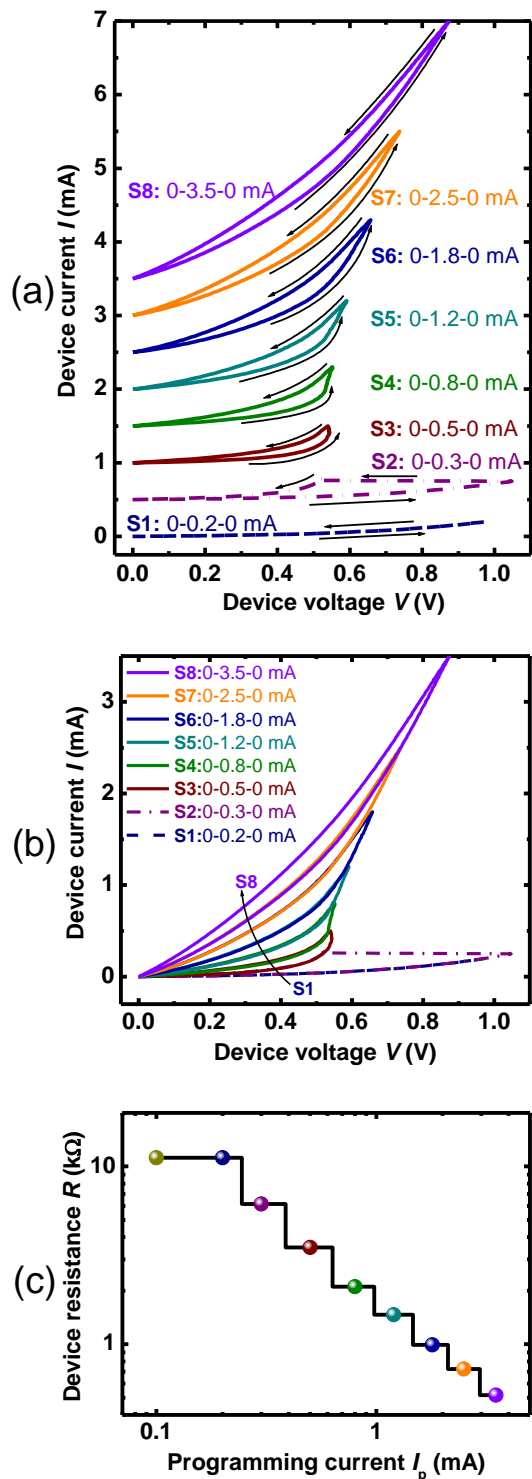 (a)
Device current I (mA)
7
6
5
4
3
2
1
0
S8: 0-3.5-0 mA
S7: 0-2.5-0 mA
S6: 0-1.8-0 mA
S5: 0-1.2-0 mA
S4: 0-0.8-0 mA
S3: 0-0.5-0 mA
S2: 0-0.3-0 mA
S1: 0-0.2-0 mA
0.0 0.2 0.4 0.6 0.8 1.0
Device voltage V (V)
(b)
Device current I (mA)
3
2
1
0
S8:0-3.5-0 mA
S7:0-2.5-0 mA
S6:0-1.8-0 mA
S5:0-1.2-0 mA
S4:0-0.8-0 mA
S3:0-0.5-0 mA
S2:0-0.3-0 mA
S1:0-0.2-0 mA
S8
S1
0.0 0.2 0.4 0.6 0.8 1.0
Device voltage V (V)
(c)
Device resistance R (kΩ)
10
1
0.1 1
Programming current Ip (mA)